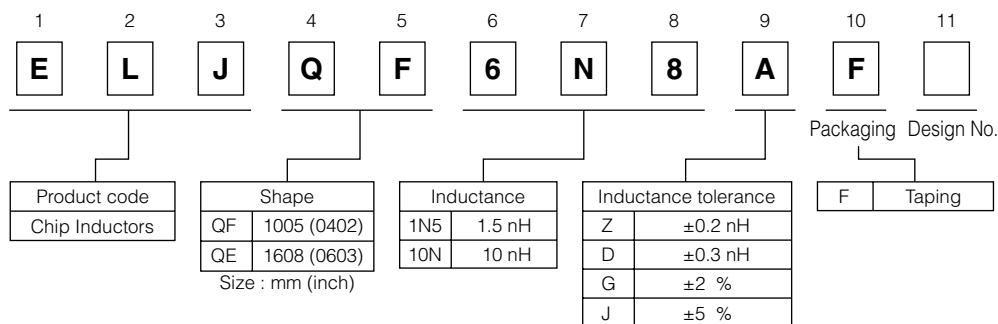 1 2 3 4 5 6 7 8 9 10 11
E L J Q F 6 N 8 A F
Packaging Design No.
Product code
Chip Inductors
Shape
QF 1005 (0402)
QE 1608 (0603)
Size : mm (inch)
Inductance
1N5 1.5 nH
10N 10 nH
Inductance tolerance
Z ±0.2 nH
D ±0.3 nH
G ±2 %
J ±5 %
F Taping